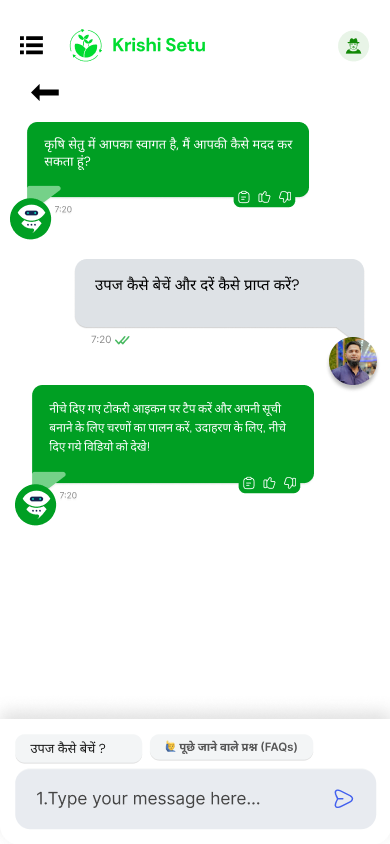 Krishi Setu
कृषि सेतु में आपका स्वागत है, मैं आपकी कैसे मदद कर
सकता हूं?
7:20
उपज कैसे बेचें और दरें कैसे प्राप्त करें?
7:20
नीचे दिए गए टोकरी आइकन पर टैप करें और अपनी सूची
बनाने के लिए चरणों का पालन करें, उदाहरण के लिए, नीचे
दिए गये विडियो को देखे!
7:20
उपज कैसे बेचें ?
पूछे जाने वाले प्रश्न (FAQs)
1.Type your message here...